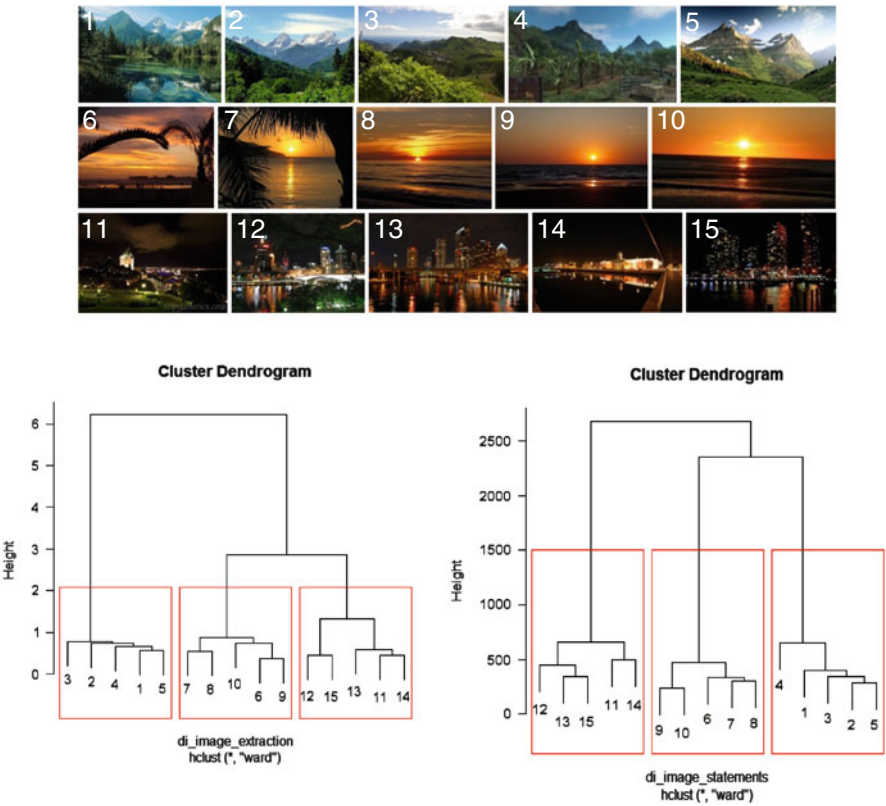 1 2 3 4 5
6 7 8 9 10
11 12 13 14 15
Cluster Dendrogram
Height
6
5
4
3
2
1
0
3 2 4 1 5 7 8 10 6 9 12 15 13 11 14
di_image_extraction
hclust (*, "ward")
Cluster Dendrogram
Height
2500
2000
1500
1000
500
0
12 13 15 11 14 9 10 6 7 8 4 1 3 2 5
di_image_statements
hclust (*, "ward")